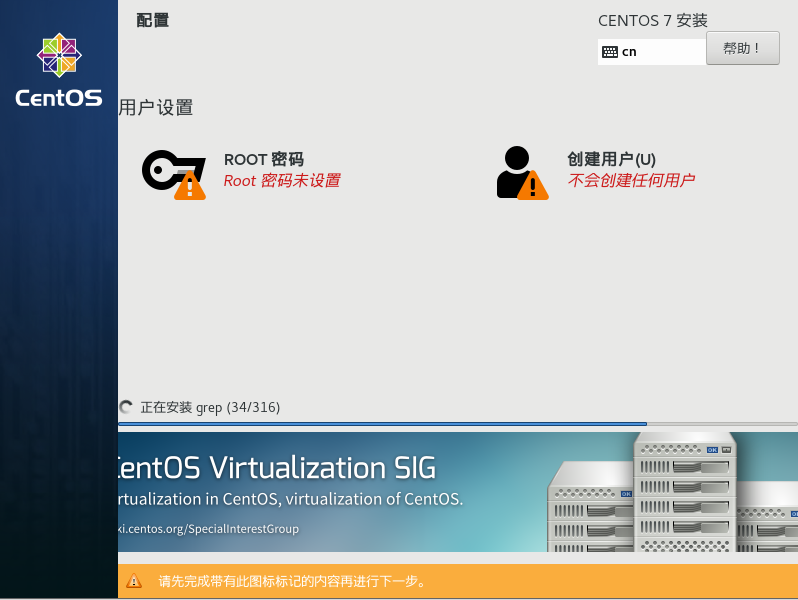 配置
CENTOS 7 安装
cn
帮助！
CentOS
用户设置
ROOT 密码
Root 密码未设置
创建用户(U)
不会创建任何用户
正在安装 grep (34/316)
CentOS Virtualization SIG
rtualization in CentOS, virtualization of CentOS.
ki.centos.org/SpecialInterestGroup
OK
OK
请先完成带有此图标标记的内容再进行下一步。